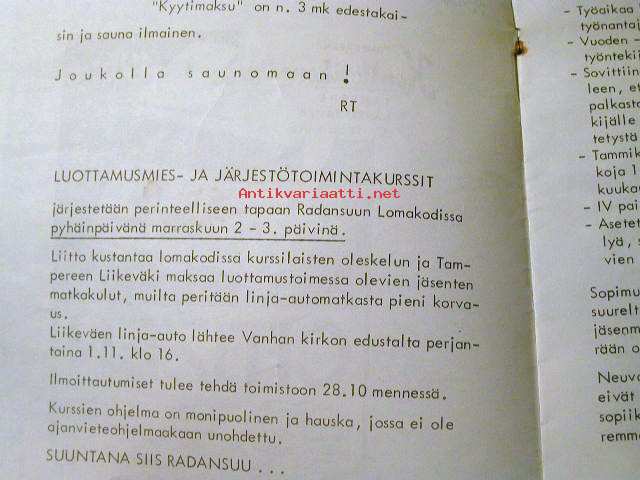 "Kyytimaksu" on n. 3 mk edestakai-
sin ja sauna ilmainen.
Joukolla saunomaan !
RT
LUOTTAMUSMIES- JA JÄRJESTÖTOIMINTAKURSSIT
Antikvariaatti.net
järjestetään perinteelliseen tapaan Radansuun Lomakodissa
pyhäinpäivänä marraskuun 2 - 3. päivinä.
Liitto kustantaa lomakodissa kurssilaisten oleskelun ja Tam-
pereen Liikeväki maksaa luottamustoimessa olevien jäsenten
matkakulut, muilta peritään linja-automatkasta pieni korva-
us.
Liikeväen linja-auto lähtee Vanhan kirkon edustalta perjan-
taina 1.11. klo 16.
Ilmoittautumiset tulee tehdä toimistoon 28.10 mennessä.
Kurssien ohjelma on monipuolinen ja hauska, jossa ei ole
ajanvieteohjelmaakaan unohdettu.
SUUNTANA SIIS RADANSUU . . .
- Työaikaa
työnantaj
- Vuoden -
työntekij
- Sovittiin
leen, et
palkasta
kijälle
tetystä
- Tammik
koja 1
kuukau
- IV pai
- Asetet
lyä, s
vien
Sopimu
suurelt
jäsenm
rään o
Neuvo
eivät
sopiik
remme